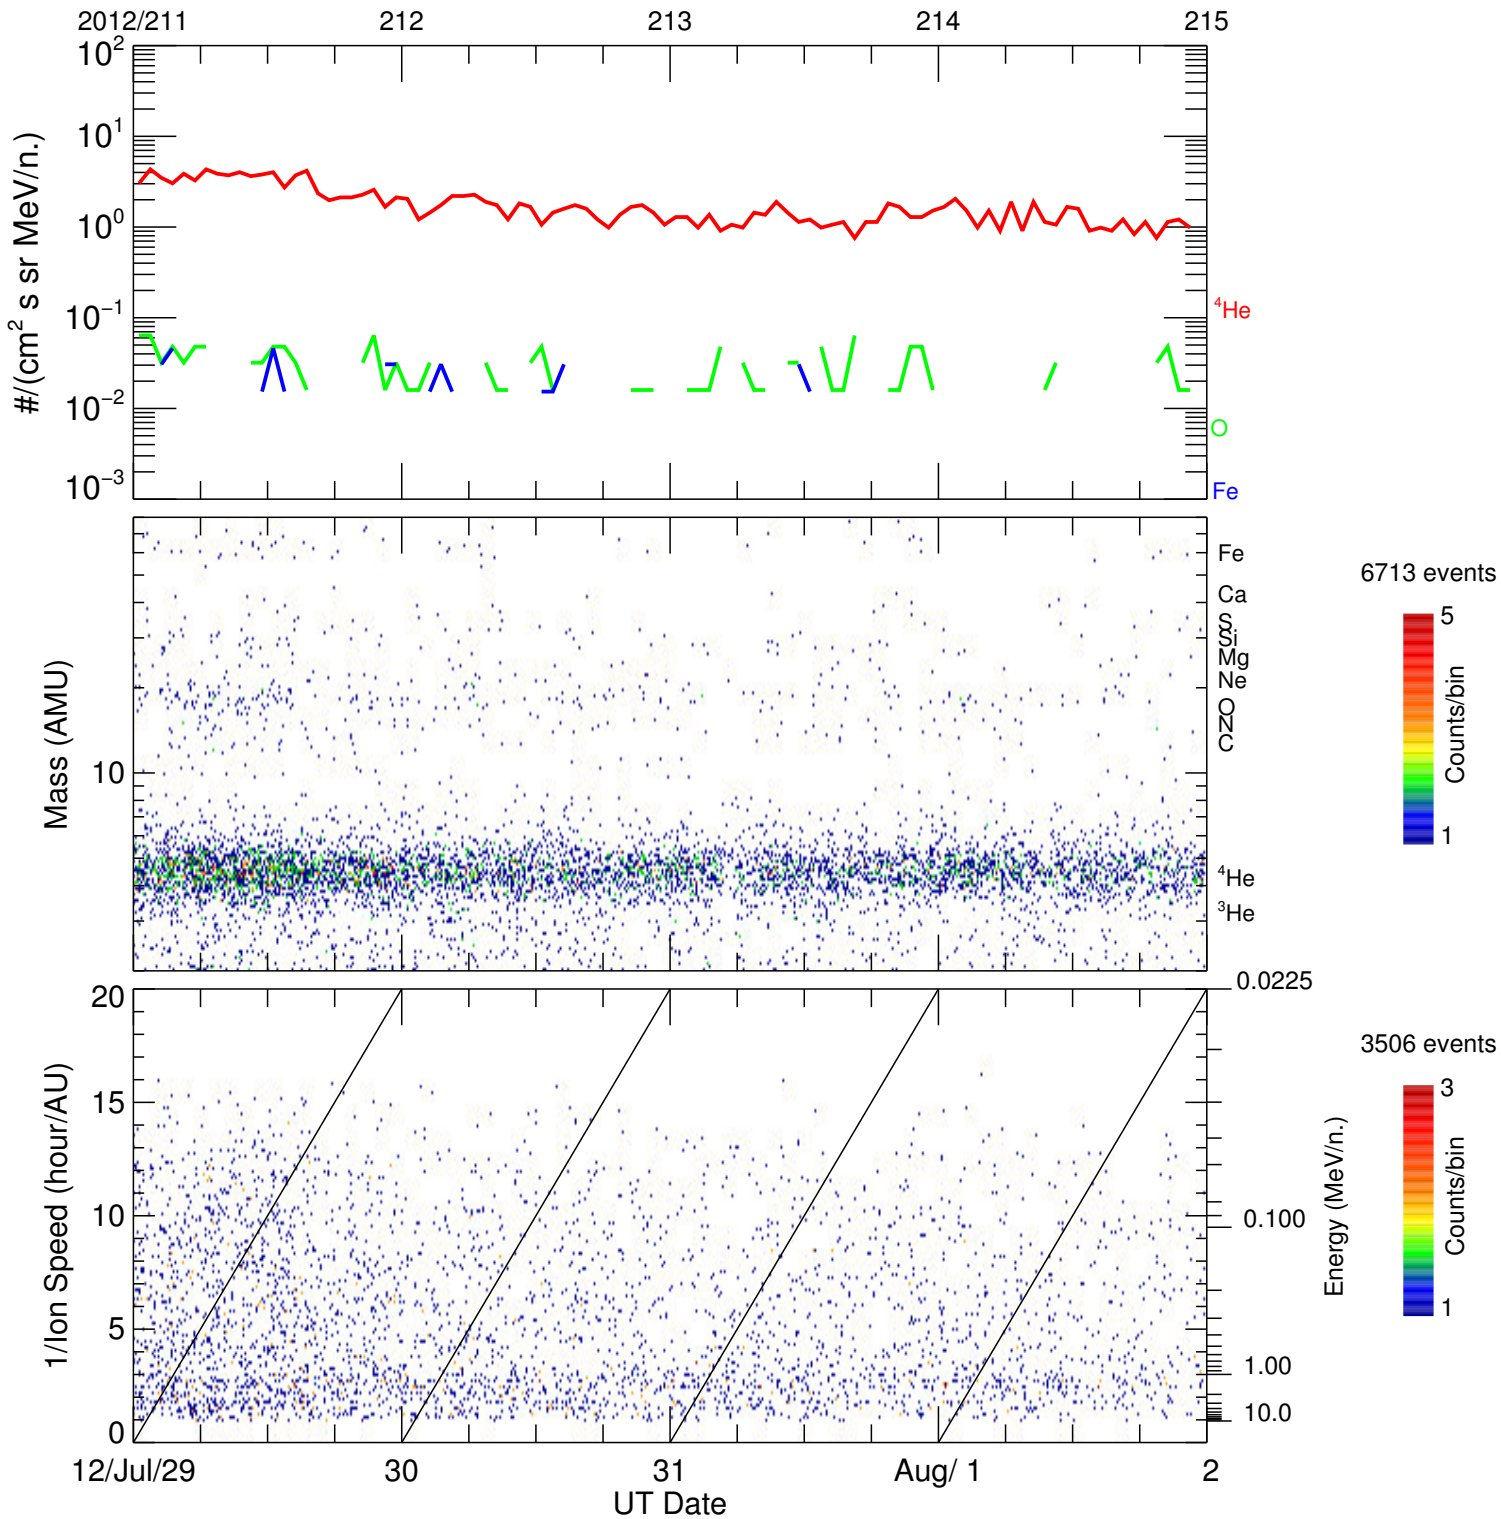 2012/211 212 213 214 215
10²
10¹
10⁰
10⁻¹
10⁻²
10⁻³
#/(cm² s sr MeV/n.)
⁴He
O
Fe
Mass (AMU)
10
Fe
Ca
S
Si
Mg
Ne
O
N
C
⁴He
³He
6713 events
5
Counts/bin
1
1/Ion Speed (hour/AU)
20
15
10
5
0
0.0225
0.100
1.00
10.0
Energy (MeV/n.)
3506 events
3
Counts/bin
1
12/Jul/29 30 31 Aug/ 1 2
UT Date